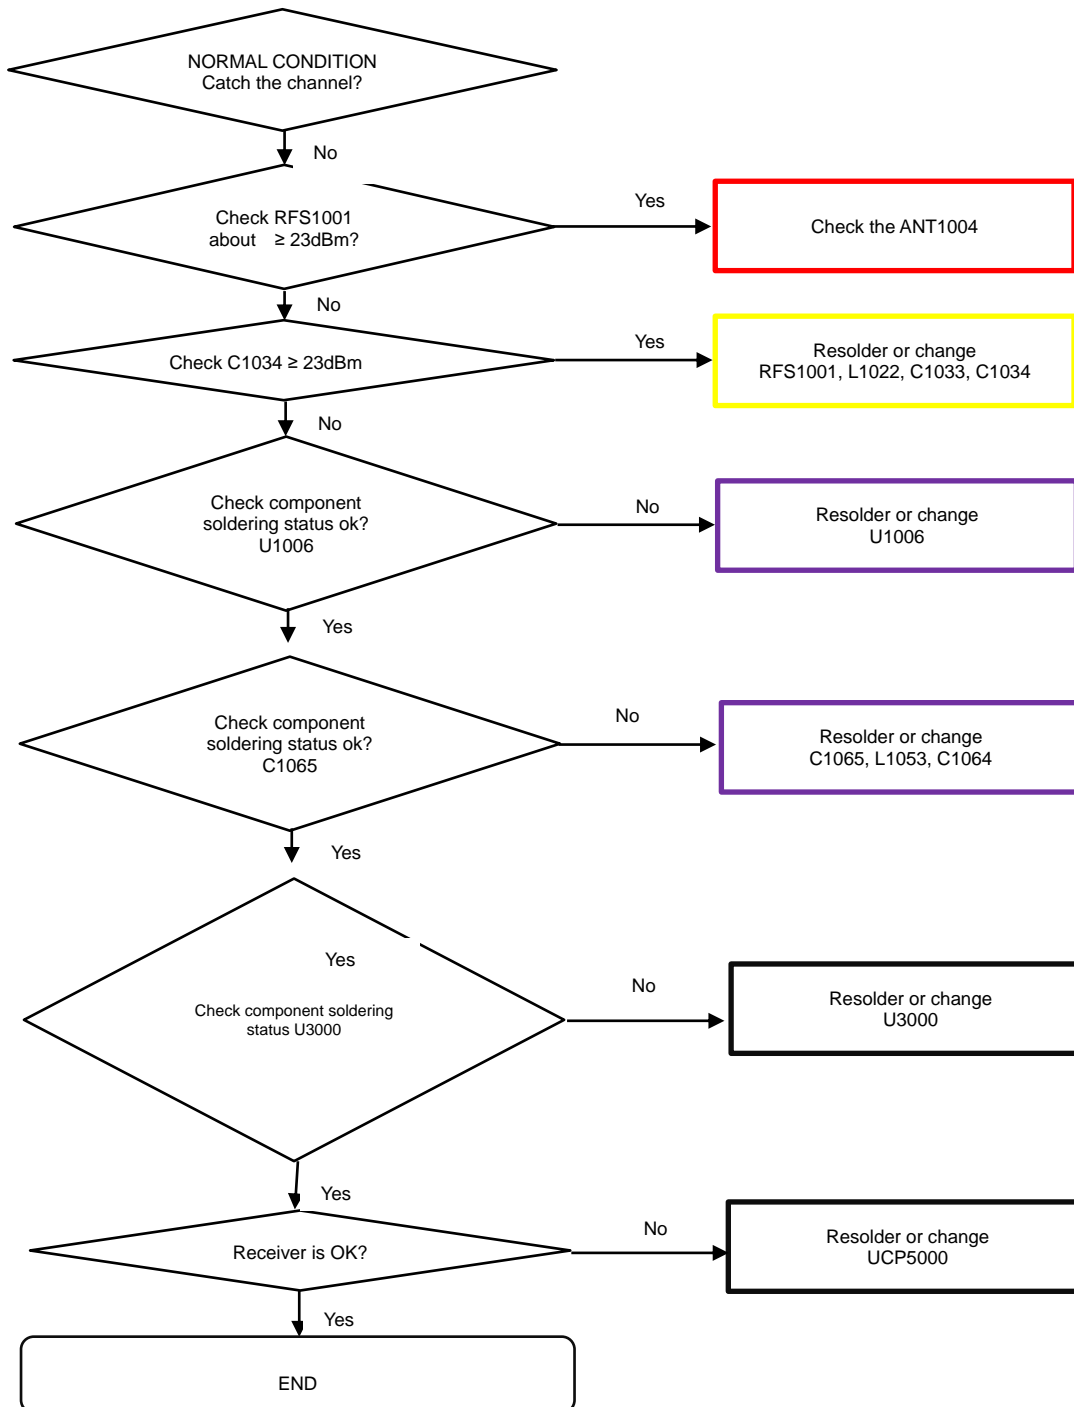 NORMAL CONDITION
Catch the channel?
No
Check RFS1001
about ≥ 23dBm?
Yes
Check the ANT1004
No
Check C1034 ≥ 23dBm
Yes
Resolder or change
RFS1001, L1022, C1033, C1034
No
Check component
soldering status ok?
U1006
No
Resolder or change
U1006
Yes
Check component
soldering status ok?
C1065
No
Resolder or change
C1065, L1053, C1064
Yes
Yes
Check component soldering
status U3000
No
Resolder or change
U3000
Yes
Receiver is OK?
No
Resolder or change
UCP5000
Yes
END